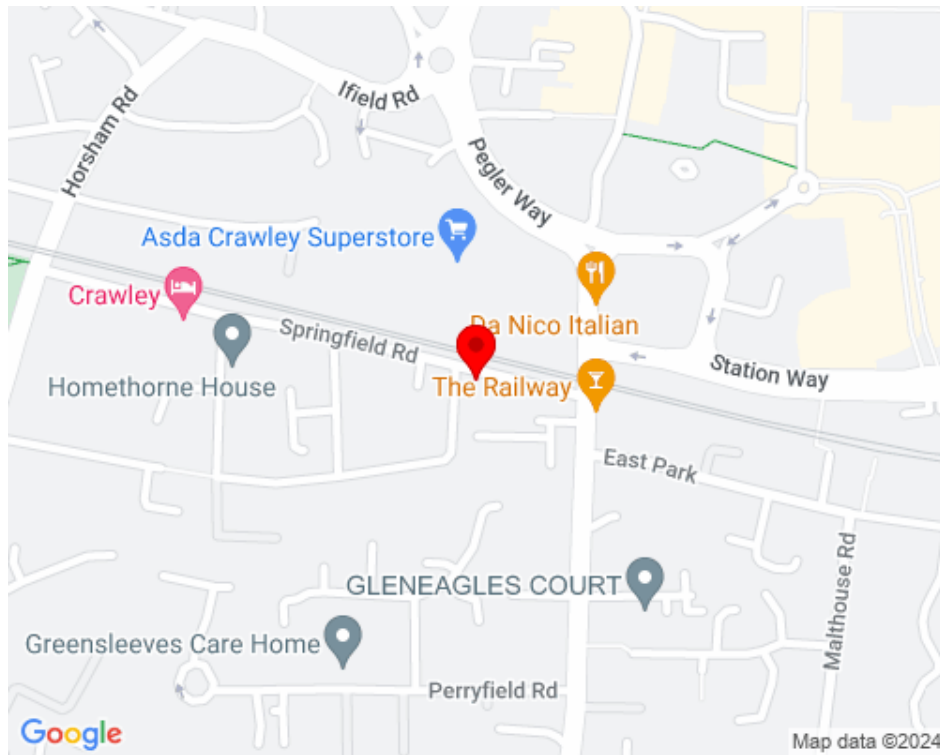 Ifield Rd
Horsham Rd
Pegler Way
Asda Crawley Superstore
Crawley
Da Nico Italian
Springfield Rd
Station Way
Homethorne House
The Railway
East Park
GLENEAGLES COURT
Malthouse Rd
Greensleeves Care Home
Perryfield Rd
Google
Map data ©2024